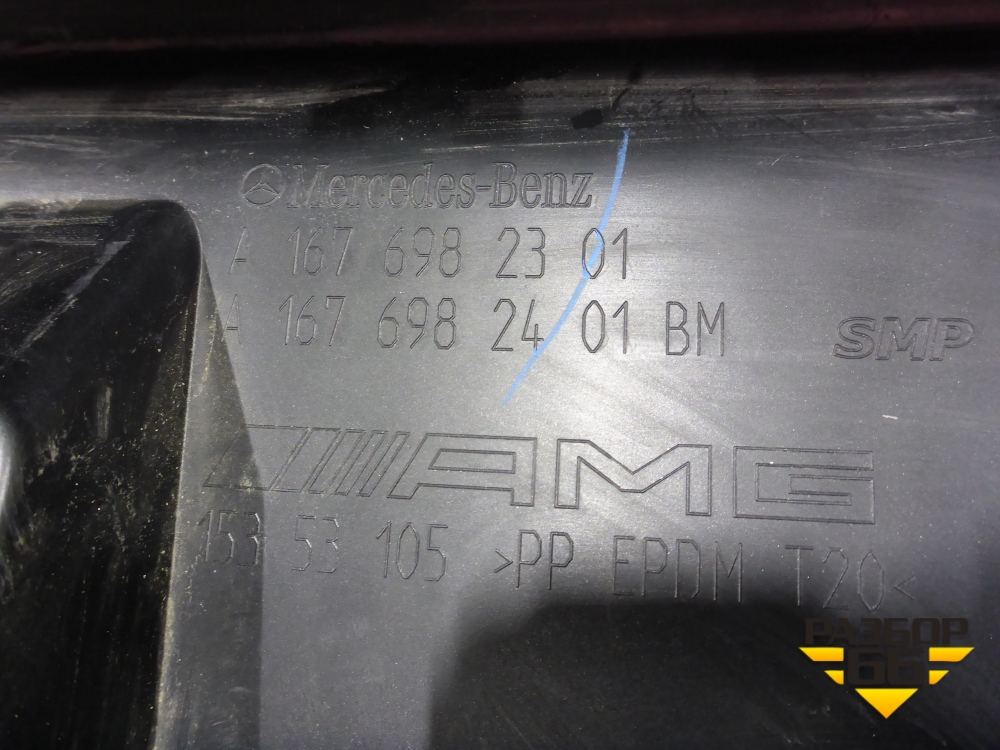 Mercedes-Benz
A 167 698 23 01
A 167 698 24 01 BM
SMP
AMG
153 53 105 >PP EPDM T20<
РАЗБОР
66